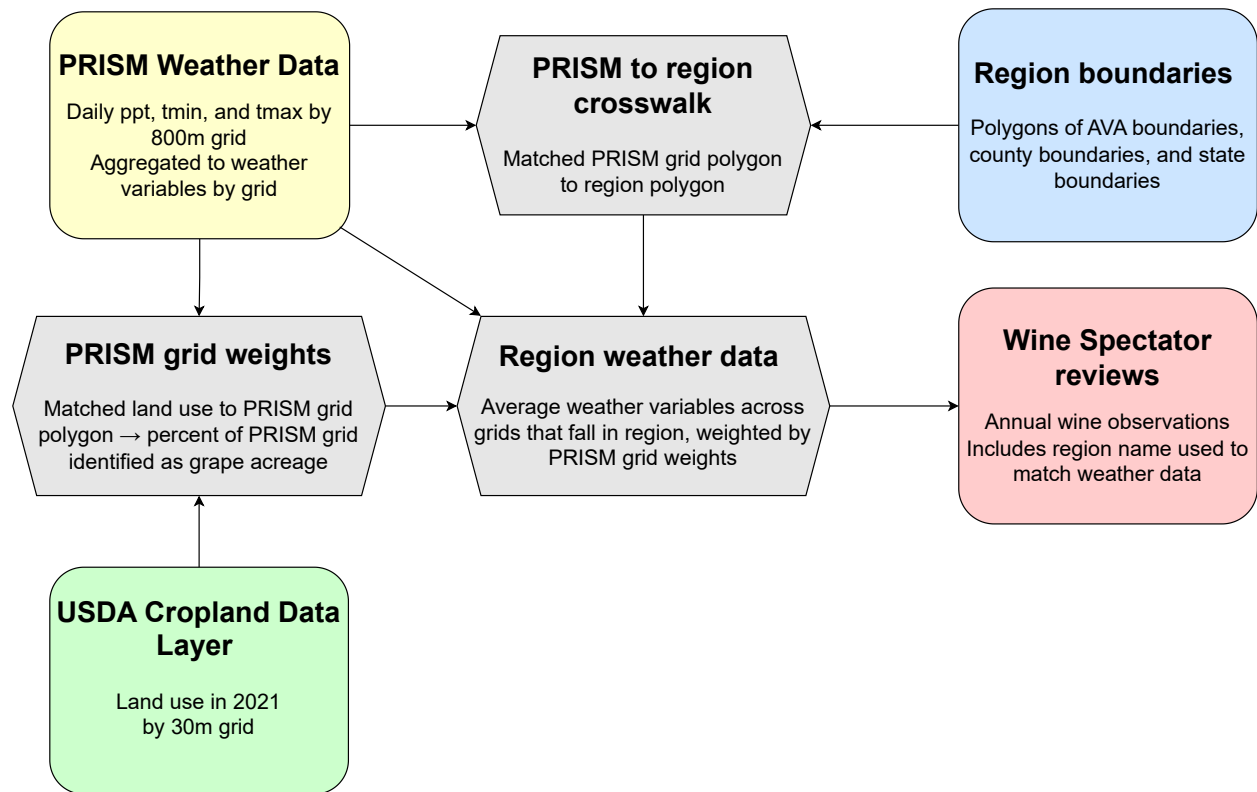 PRISM Weather Data
Daily ppt, tmin, and tmax by
800m grid
Aggregated to weather
variables by grid
PRISM to region
crosswalk
Matched PRISM grid polygon
to region polygon
Region boundaries
Polygons of AVA boundaries,
county boundaries, and state
boundaries
PRISM grid weights
Matched land use to PRISM grid
polygon → percent of PRISM grid
identified as grape acreage
Region weather data
Average weather variables across
grids that fall in region, weighted by
PRISM grid weights
Wine Spectator
reviews
Annual wine observations
Includes region name used to
match weather data
USDA Cropland Data
Layer
Land use in 2021
by 30m grid